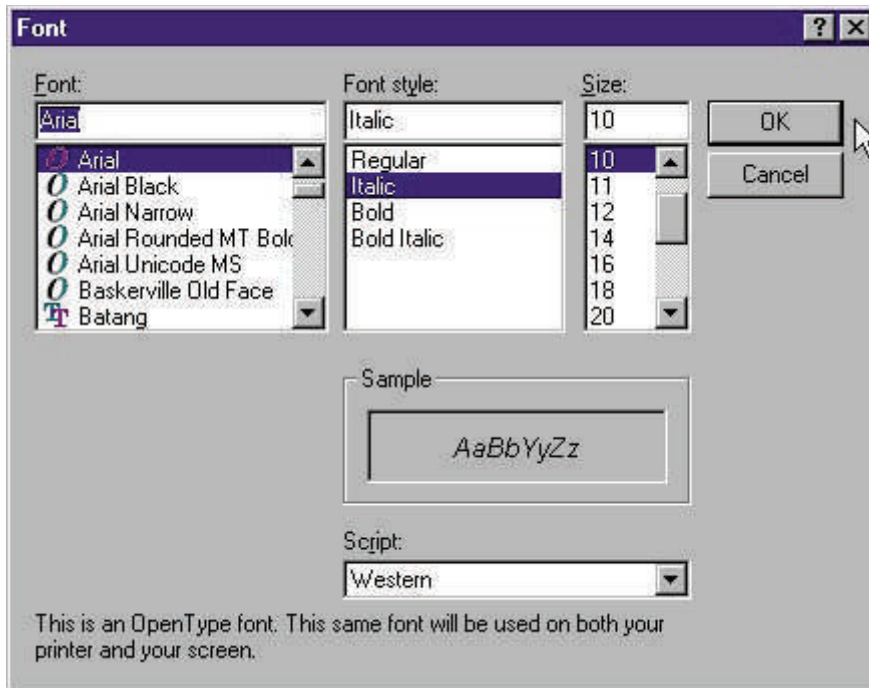 Font
Font:
Arial
Arial
Arial Black
Arial Narrow
Arial Rounded MT Bold
Arial Unicode MS
Baskerville Old Face
Batang
Font style:
Italic
Regular
Italic
Bold
Bold Italic
Size:
10
10
11
12
14
16
18
20
OK
Cancel
Sample
AaBbYyZz
Script:
Western
This is an OpenType font. This same font will be used on both your
printer and your screen.